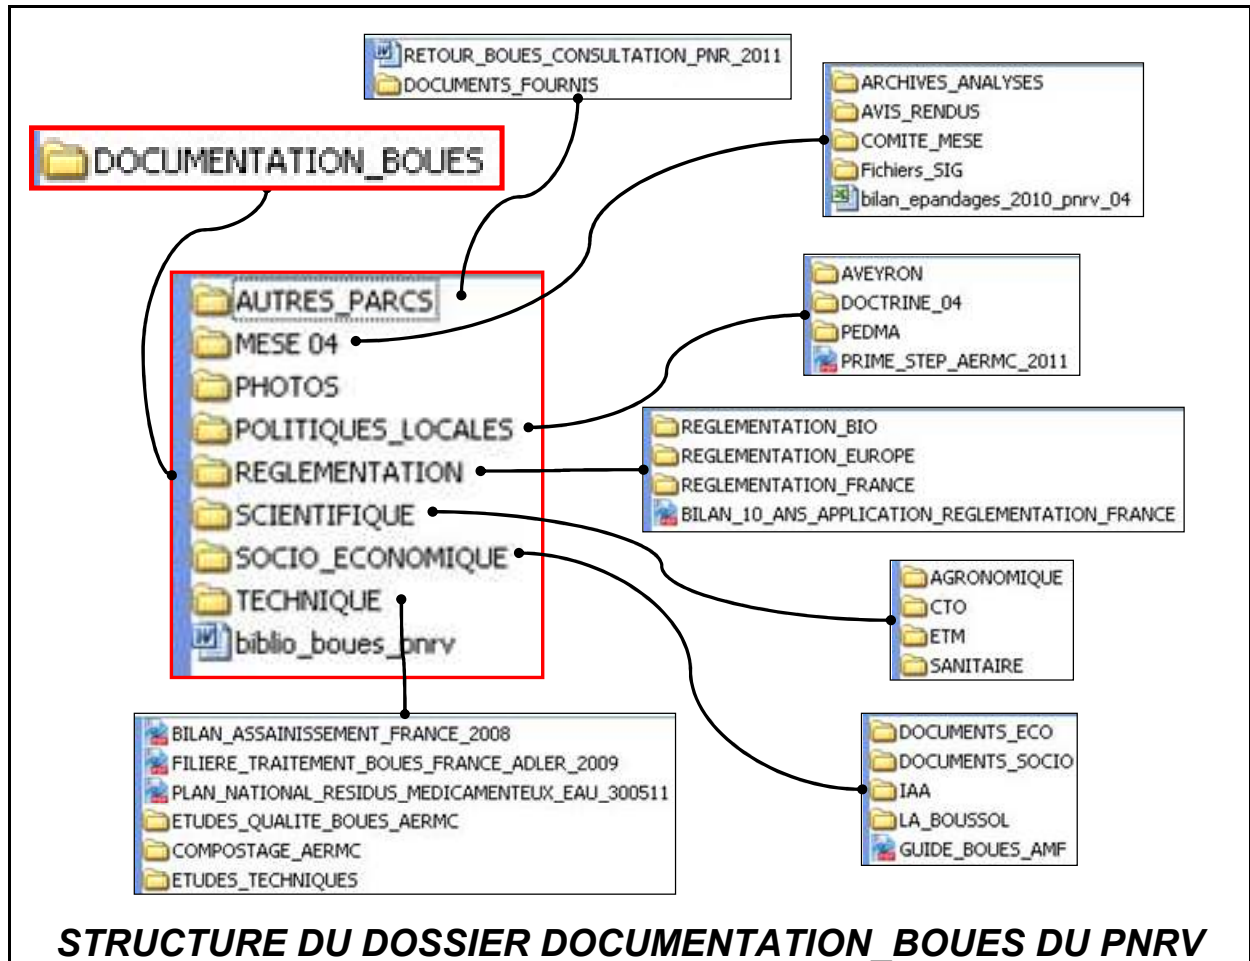 RETOUR_BOUES_CONSULTATION_PNR_2011
DOCUMENTS_FOURNIS
ARCHIVES_ANALYSES
AVIS_RENDUS
COMITE_MESE
Fichiers_SIG
bilan_epandages_2010_pnrv_04
DOCUMENTATION_BOUES
AUTRES_PARCS
MESE 04
PHOTOS
POLITIQUES_LOCALES
REGLEMENTATION
SCIENTIFIQUE
SOCIO_ECONOMIQUE
TECHNIQUE
biblio_boues_pnrv
AVEYRON
DOCTRINE_04
PEDMA
PRIME_STEP_AERMC_2011
REGLEMENTATION_BIO
REGLEMENTATION_EUROPE
REGLEMENTATION_FRANCE
BILAN_10_ANS_APPLICATION_REGLEMENTATION_FRANCE
AGRONOMIQUE
CTO
ETM
SANITAIRE
DOCUMENTS_ECO
DOCUMENTS_SOCIO
IAA
LA_BOUSSOL
GUIDE_BOUES_AMF
BILAN_ASSAINISSEMENT_FRANCE_2008
FILIERE_TRAITEMENT_BOUES_FRANCE_ADLER_2009
PLAN_NATIONAL_RESIDUS_MEDICAMENTEUX_EAU_300511
ETUDES_QUALITE_BOUES_AERMC
COMPOSTAGE_AERMC
ETUDES_TECHNIQUES
STRUCTURE DU DOSSIER DOCUMENTATION_BOUES DU PNRV